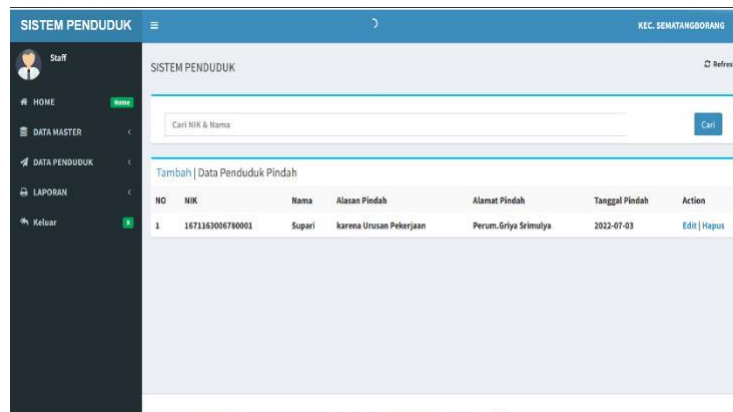 SISTEM PENDUDUK
KEC. SEMATANGBORANG
Staff
HOME Home
DATA MASTER
DATA PENDUDUK
LAPORAN
Keluar
SISTEM PENDUDUK
Refres
Cari NIK & Nama
Cari
Tambah | Data Penduduk Pindah
NO NIK Nama Alasan Pindah Alamat Pindah Tanggal Pindah Action
1 1671163006780001 Supari karena Urusan Pekerjaan Perum.Griya Srimulya 2022-07-03 Edit | Hapus